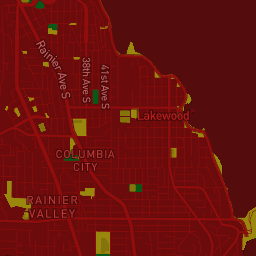 Rainier Ave S
38th Ave S
41st Ave S
Lakewood
COLUMBIA
CITY
RAINIER
VALLEY